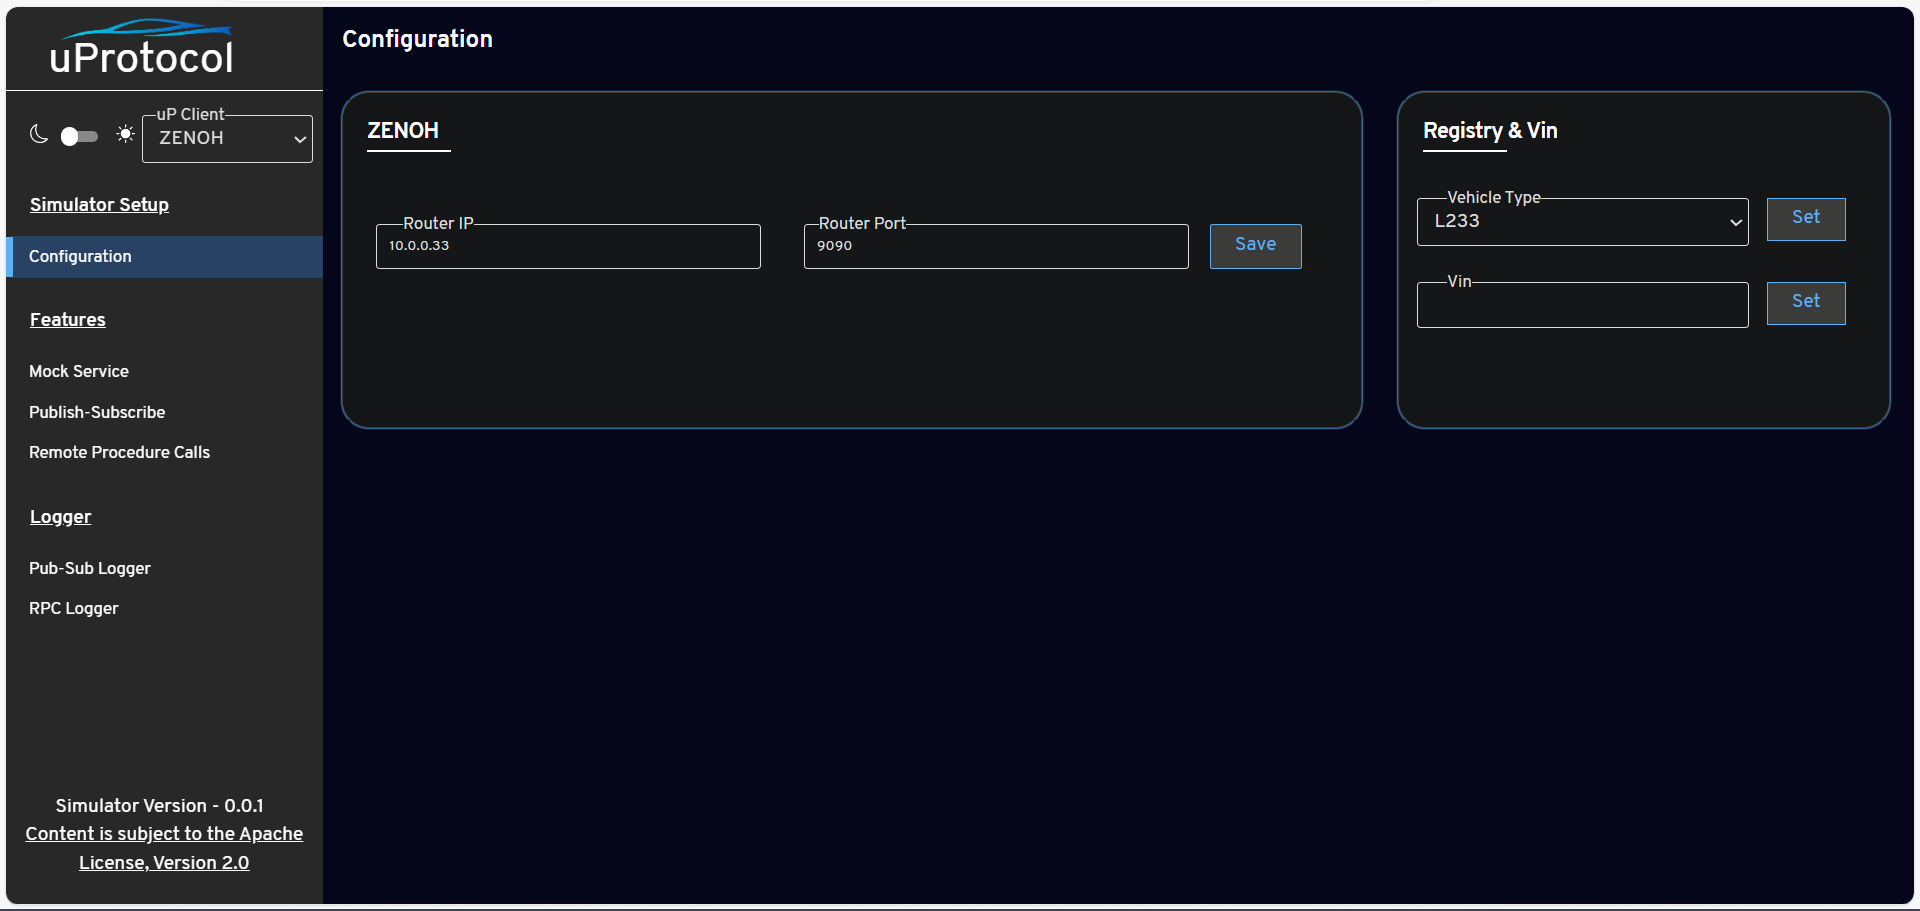 uProtocol
uP Client
ZENOH
Simulator Setup
Configuration
Features
Mock Service
Publish-Subscribe
Remote Procedure Calls
Logger
Pub-Sub Logger
RPC Logger
Simulator Version - 0.0.1
Content is subject to the Apache
License, Version 2.0
Configuration
ZENOH
Router IP
10.0.0.33
Router Port
9090
Save
Registry & Vin
Vehicle Type
L233
Set
Vin
Set